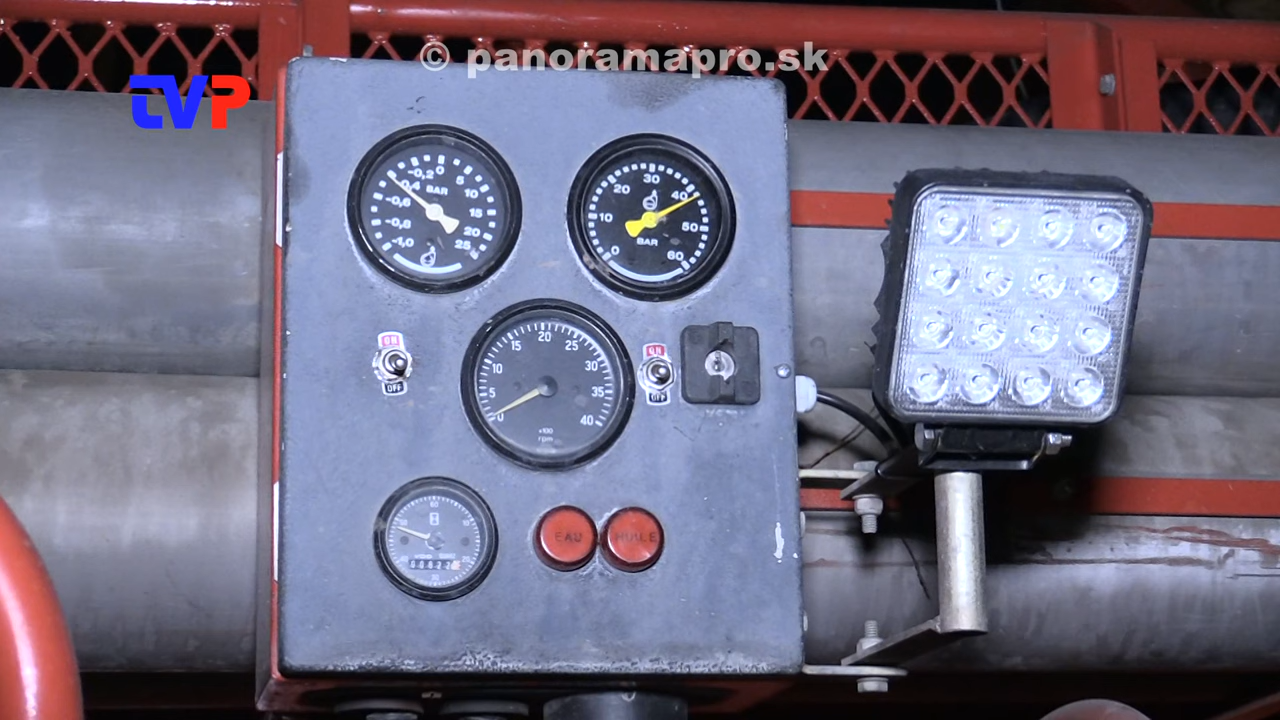 © panoramapro.sk
TVP
-1,0 -0,8 -0,6 -0,4 -0,2 0 5 10 15 20 25
BAR
0 10 20 30 40 50 60
BAR
ON
OFF
0 5 10 15 20 25 30 35 40
×100
rpm
ON
OFF
EAU
HUILE